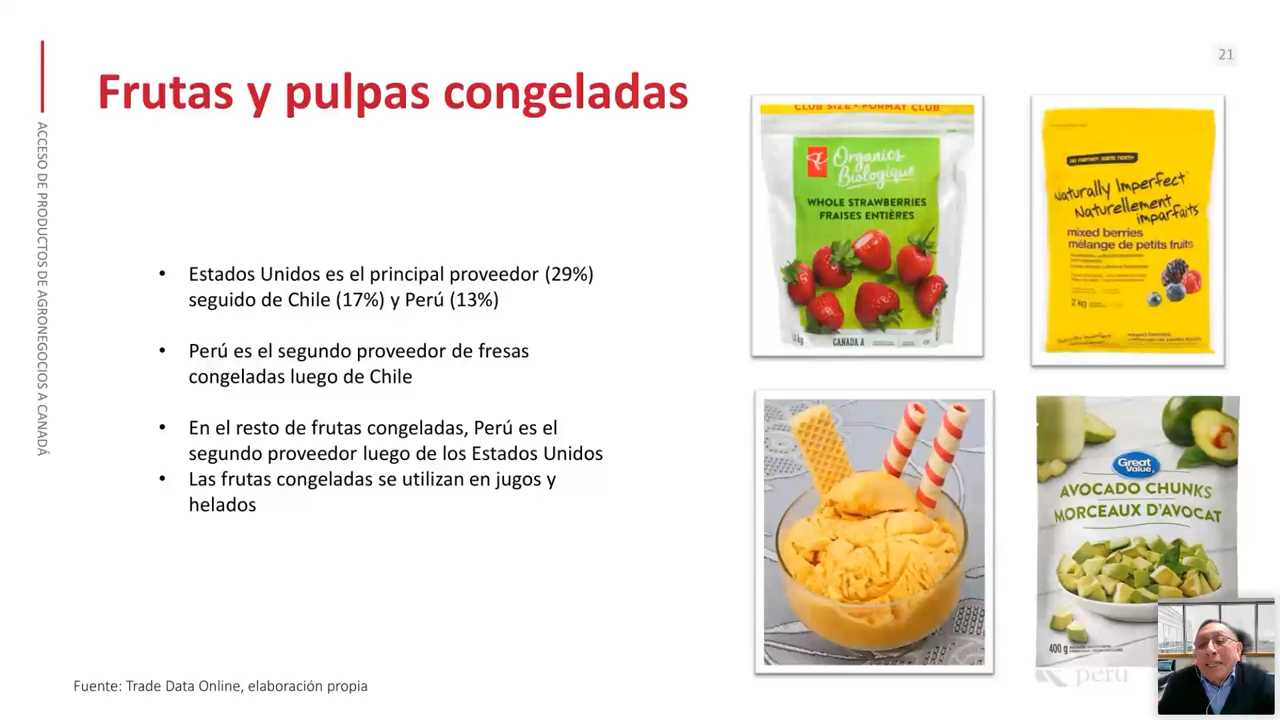 21
Frutas y pulpas congeladas
ACCESO DE PRODUCTOS DE AGRONEGOCIOS A CANADÁ
• Estados Unidos es el principal proveedor (29%)
seguido de Chile (17%) y Perú (13%)
• Perú es el segundo proveedor de fresas
congeladas luego de Chile
• En el resto de frutas congeladas, Perú es el
segundo proveedor luego de los Estados Unidos
• Las frutas congeladas se utilizan en jugos y
helados
Fuente: Trade Data Online, elaboración propia
CLUB SIZE • FORMAT CLUB
Organics
Biologique
WHOLE STRAWBERRIES
FRAISES ENTIÈRES
CANADA A
Naturally Imperfect
Naturellement
imparfaits
mixed berries
mélange de petits fruits
2 kg
Great
Value
AVOCADO CHUNKS
MORCEAUX D'AVOCAT
400 g
perú